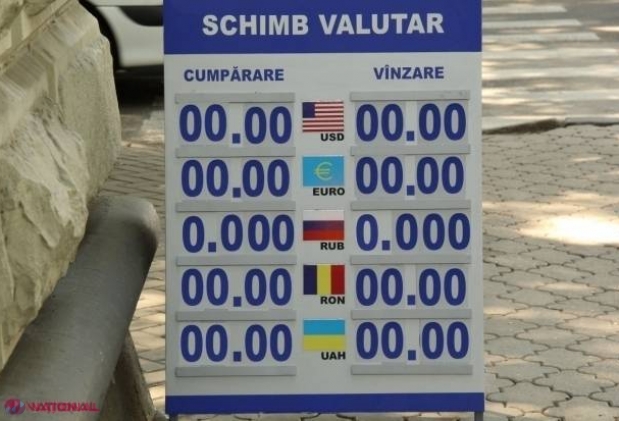 SCHIMB VALUTAR
CUMPĂRARE VÎNZARE
00.00 USD 00.00
00.00 EURO 00.00
0.000 RUB 0.000
00.00 RON 00.00
00.00 UAH 00.00
NATIONAL